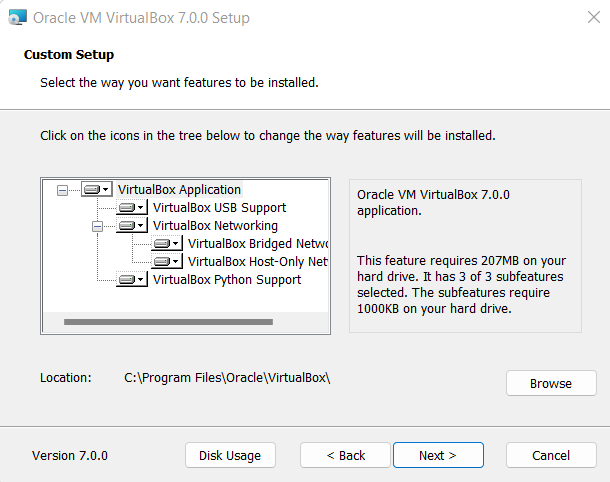 Oracle VM VirtualBox 7.0.0 Setup
Custom Setup
Select the way you want features to be installed.
Click on the icons in the tree below to change the way features will be installed.
VirtualBox Application
VirtualBox USB Support
VirtualBox Networking
VirtualBox Bridged Netwo
VirtualBox Host-Only Net
VirtualBox Python Support
Oracle VM VirtualBox 7.0.0
application.
This feature requires 207MB on your
hard drive. It has 3 of 3 subfeatures
selected. The subfeatures require
1000KB on your hard drive.
Location: C:\Program Files\Oracle\VirtualBox\
Browse
Version 7.0.0 Disk Usage < Back Next > Cancel